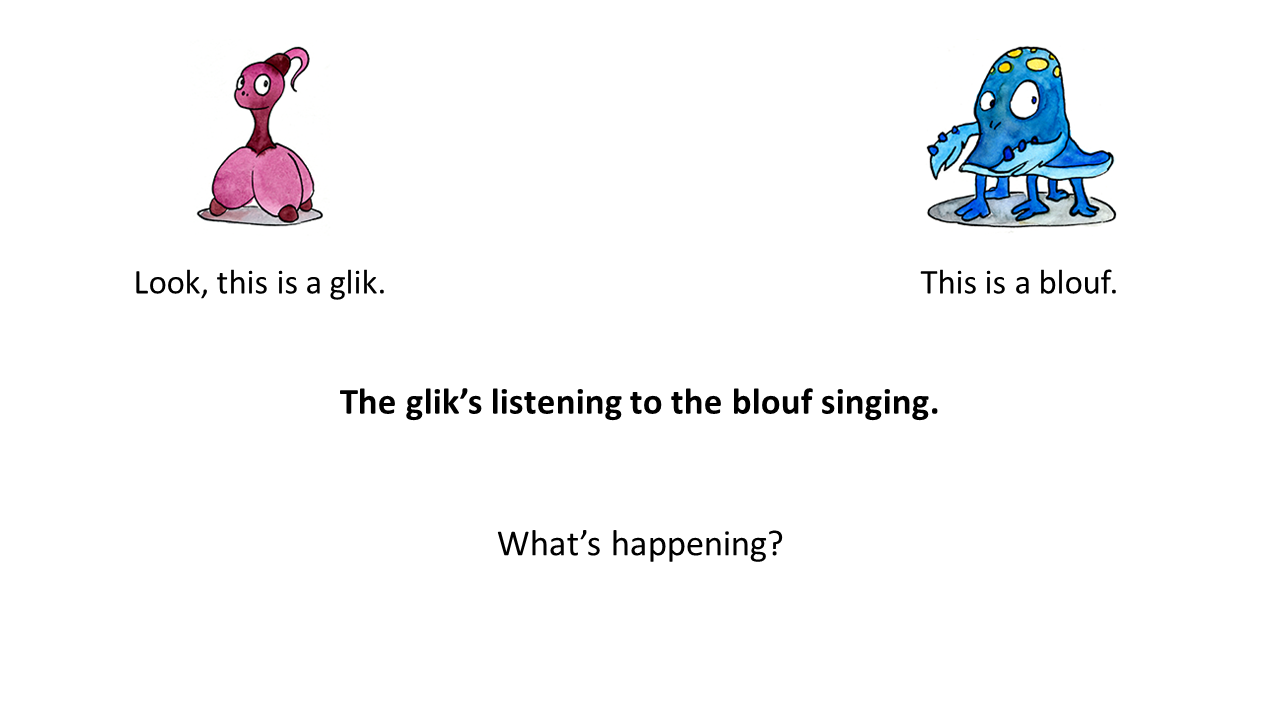 Look, this is a glik.
This is a blouf.
The glik’s listening to the blouf singing.
What’s happening?